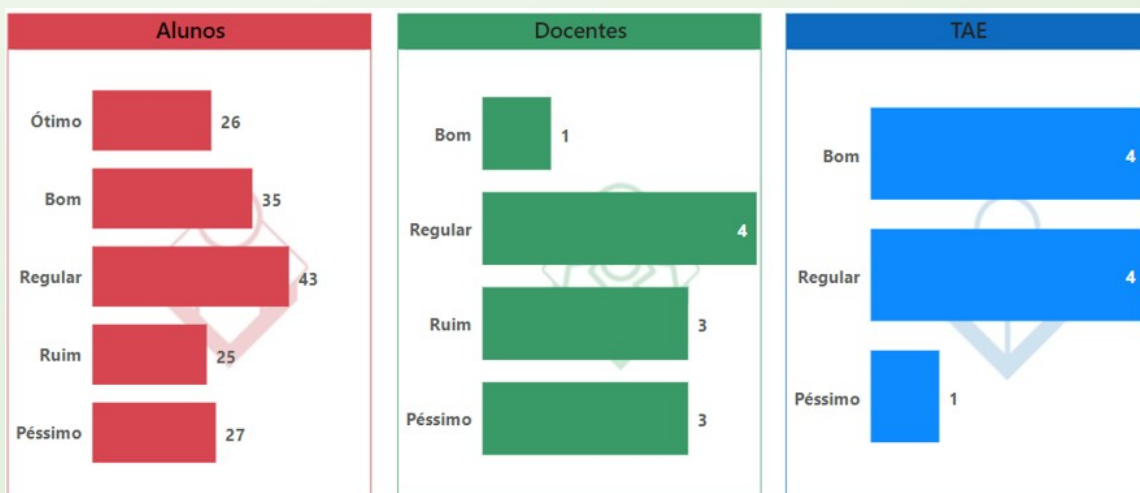 Alunos
Ótimo 26
Bom 35
Regular 43
Ruim 25
Péssimo 27
Docentes
Bom 1
Regular 4
Ruim 3
Péssimo 3
TAE
Bom 4
Regular 4
Péssimo 1